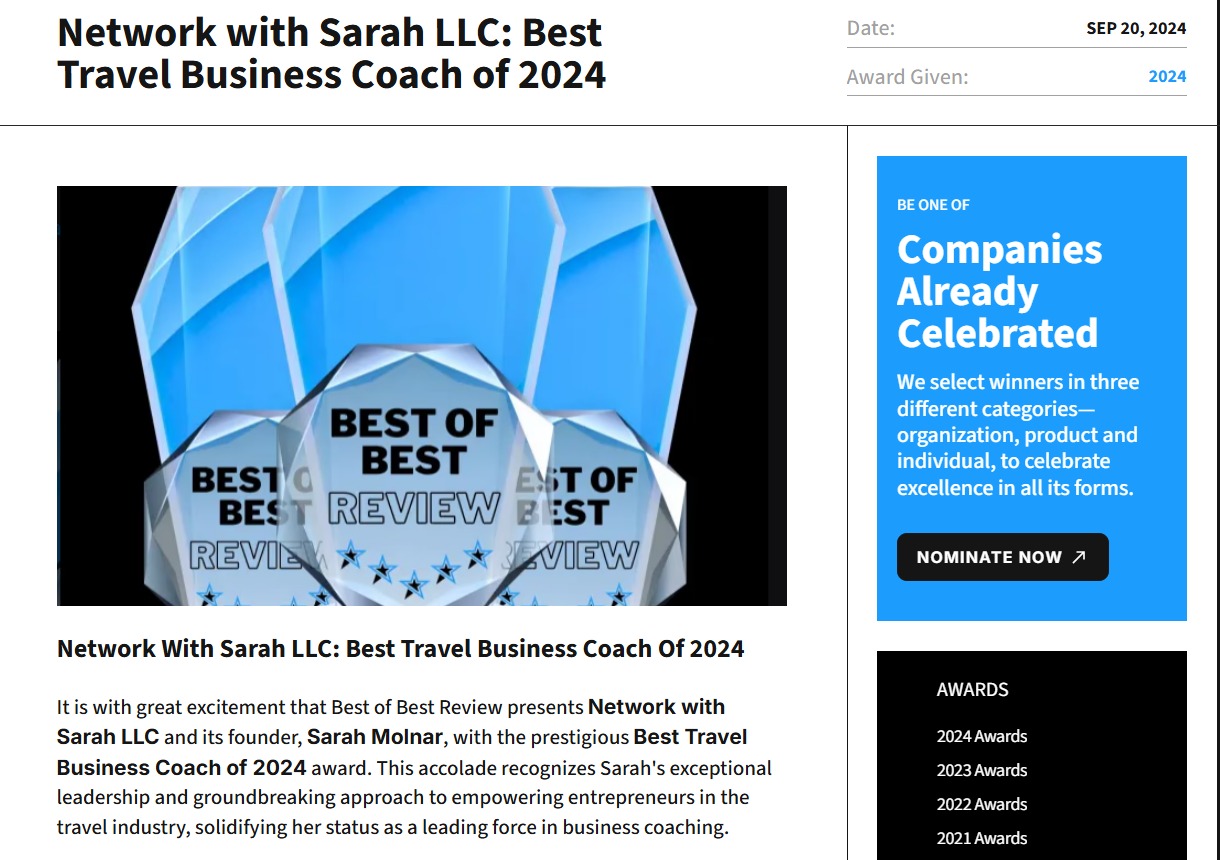 Network with Sarah LLC: Best
Travel Business Coach of 2024
Date: SEP 20, 2024
Award Given: 2024
BEST OF
BEST
REVIEW
BEST O
BEST
REVIEW
EST OF
BEST
REVIEW
Network With Sarah LLC: Best Travel Business Coach Of 2024
It is with great excitement that Best of Best Review presents Network with
Sarah LLC and its founder, Sarah Molnar, with the prestigious Best Travel
Business Coach of 2024 award. This accolade recognizes Sarah's exceptional
leadership and groundbreaking approach to empowering entrepreneurs in the
travel industry, solidifying her status as a leading force in business coaching.
BE ONE OF
Companies
Already
Celebrated
We select winners in three
different categories—
organization, product and
individual, to celebrate
excellence in all its forms.
NOMINATE NOW ↗
AWARDS
2024 Awards
2023 Awards
2022 Awards
2021 Awards